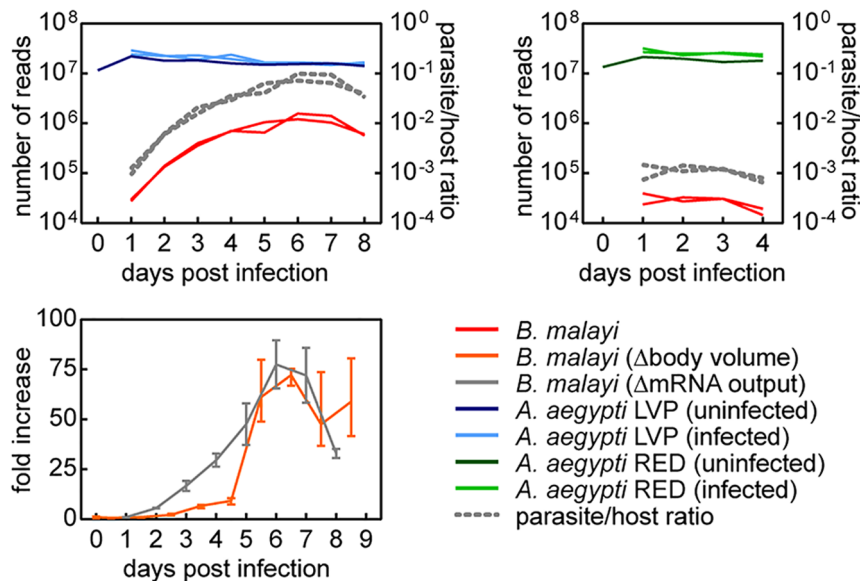 10^8
10^7
10^6
10^5
10^4
number of reads
10^0
10^-1
10^-2
10^-3
10^-4
parasite/host
ratio
0 1 2 3 4 5 6 7 8
days post infection
10^8
10^7
10^6
10^5
10^4
number of reads
10^0
10^-1
10^-2
10^-3
10^-4
parasite/host
ratio
0 1 2 3 4
days post infection
100
75
50
25
0
fold increase
0 1 2 3 4 5 6 7 8 9
days post infection
B. malayi
B. malayi (Δbody volume)
B. malayi (ΔmRNA output)
A. aegypti LVP (uninfected)
A. aegypti LVP (infected)
A. aegypti RED (uninfected)
A. aegypti RED (infected)
parasite/host ratio